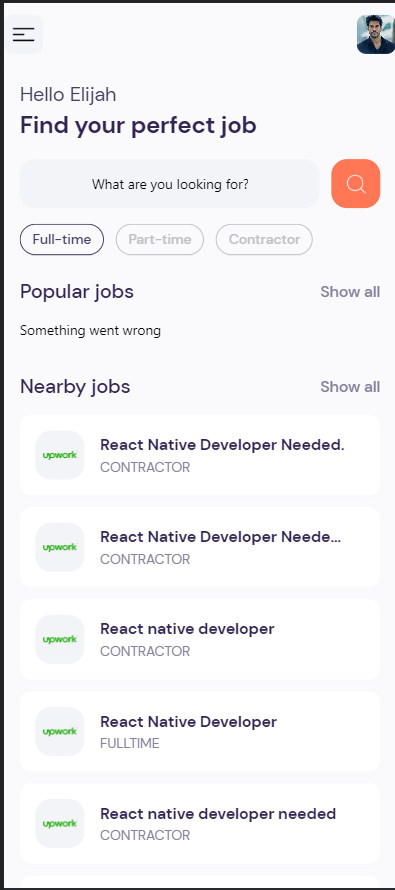 Hello Elijah
Find your perfect job
What are you looking for?
Full-time Part-time Contractor
Popular jobs Show all
Something went wrong
Nearby jobs Show all
upwork React Native Developer Needed.
CONTRACTOR
upwork React Native Developer Neede...
CONTRACTOR
upwork React native developer
CONTRACTOR
upwork React Native Developer
FULLTIME
upwork React native developer needed
CONTRACTOR